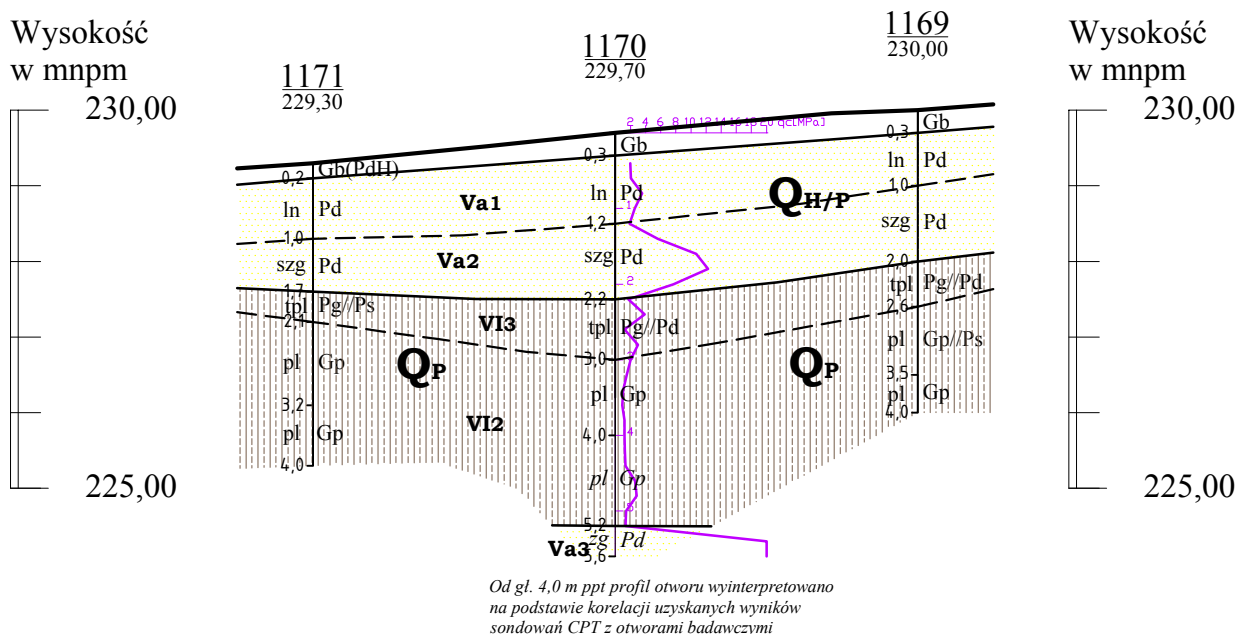 Wysokość
w mnpm
1171
229,30
1170
229,70
1169
230,00
Wysokość
w mnpm
230,00
230,00
2 4 6 8 10 12 14 16 18 20 qc[MPa]
Gb
0,3
Gb
0,3
0,2 Gb(PdH)
ln Pd
Va1
ln Pd
1
QH/P
ln Pd
1,0
1,2
szg Pd
1,0
szg Pd
Va2
szg Pd
2
2,0
1,7
tpl Pg//Ps
2,1
2,2
tpl Pg//Pd
2,6
VI3
tpl Pg//Pd
3
3,0
QP
QP
pl Gp
pl Gp//Ps
3,5
pl Gp
pl Gp
4,0
3,2
VI2
4,0
4
pl Gp
4,0
pl Gp
225,00
225,00
5
5,2
Va3
zg Pd
5,6
Od gł. 4,0 m ppt profil otworu wyinterpretowano
na podstawie korelacji uzyskanych wyników
sondowań CPT z otworami badawczymi